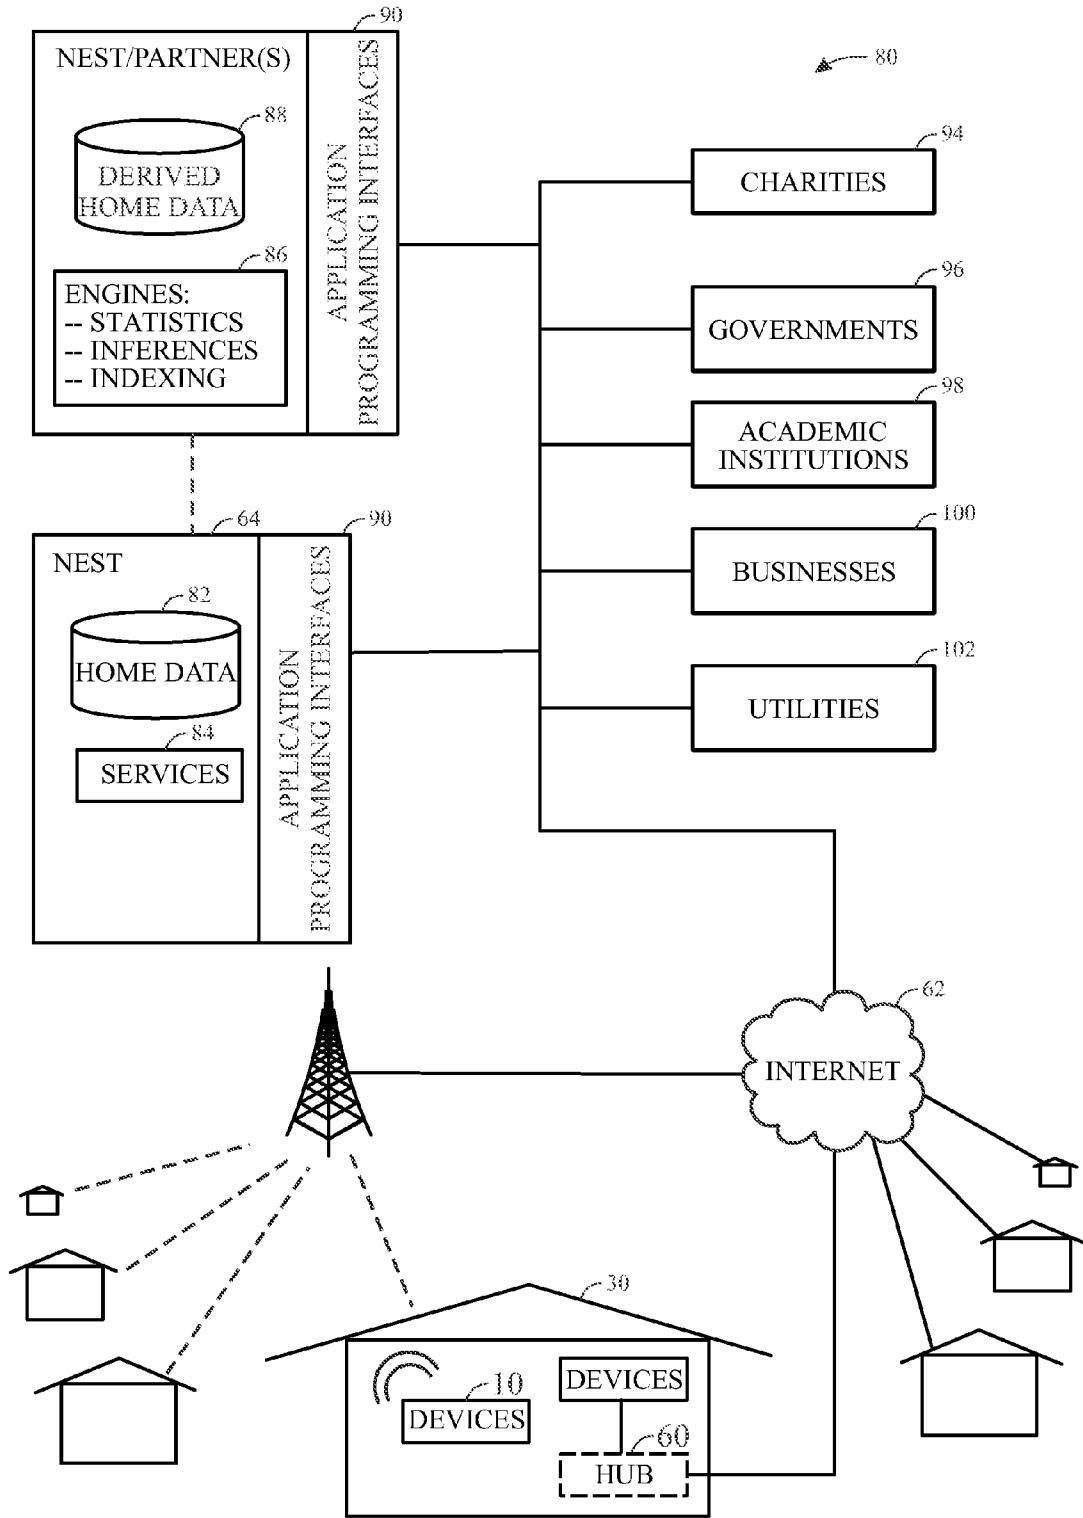 90
NEST/PARTNER(S)
80
88
DERIVED
HOME DATA
APPLICATION
PROGRAMMING INTERFACES
94
CHARITIES
86
ENGINES:
-- STATISTICS
-- INFERENCES
-- INDEXING
96
GOVERNMENTS
98
ACADEMIC
INSTITUTIONS
64
90
NEST
82
HOME DATA
84
SERVICES
APPLICATION
PROGRAMMING INTERFACES
100
BUSINESSES
102
UTILITIES
62
INTERNET
30
10
DEVICES
DEVICES
60
HUB